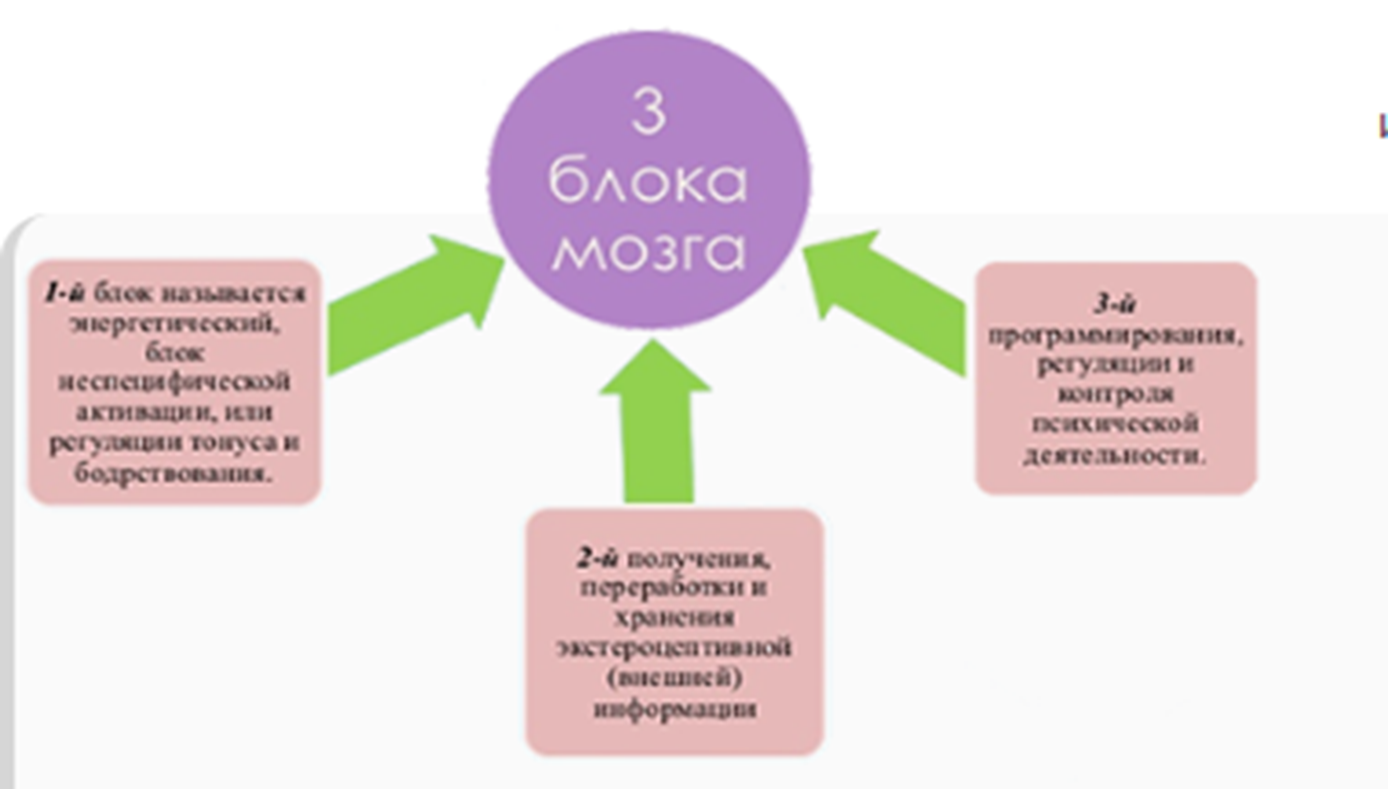 3
блока
мозга
1-й блок называется
энергетический,
блок
неспецифической
активации, или
регуляции тонуса и
бодрствования.
2-й получения,
переработки и
хранения
экстероцептивной
(внешней)
информации
3-й
программирования,
регуляции и
контроля
психической
деятельности.